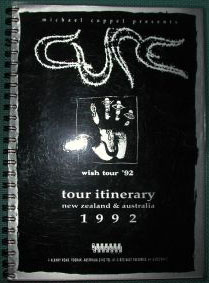 michael coppel presents
CURE
wish tour '92
tour itinerary
new zealand & australia
1992